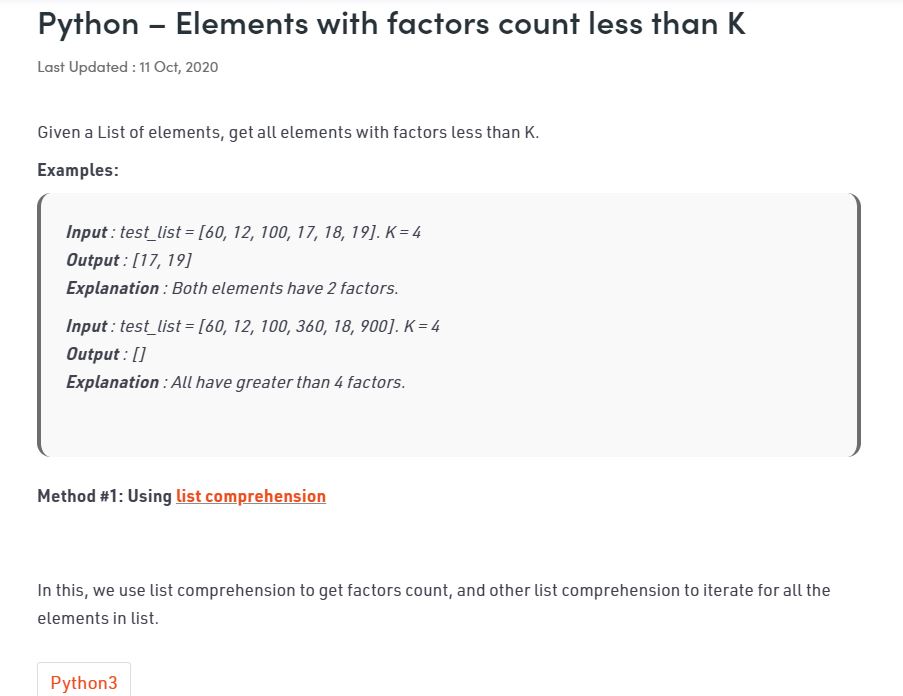 Python – Elements with factors count less than K
Last Updated : 11 Oct, 2020
Given a List of elements, get all elements with factors less than K.
Examples:
Input : test_list = [60, 12, 100, 17, 18, 19]. K = 4
Output : [17, 19]
Explanation : Both elements have 2 factors.
Input : test_list = [60, 12, 100, 360, 18, 900]. K = 4
Output : []
Explanation : All have greater than 4 factors.
Method #1: Using list comprehension
In this, we use list comprehension to get factors count, and other list comprehension to iterate for all the
elements in list.
Python3